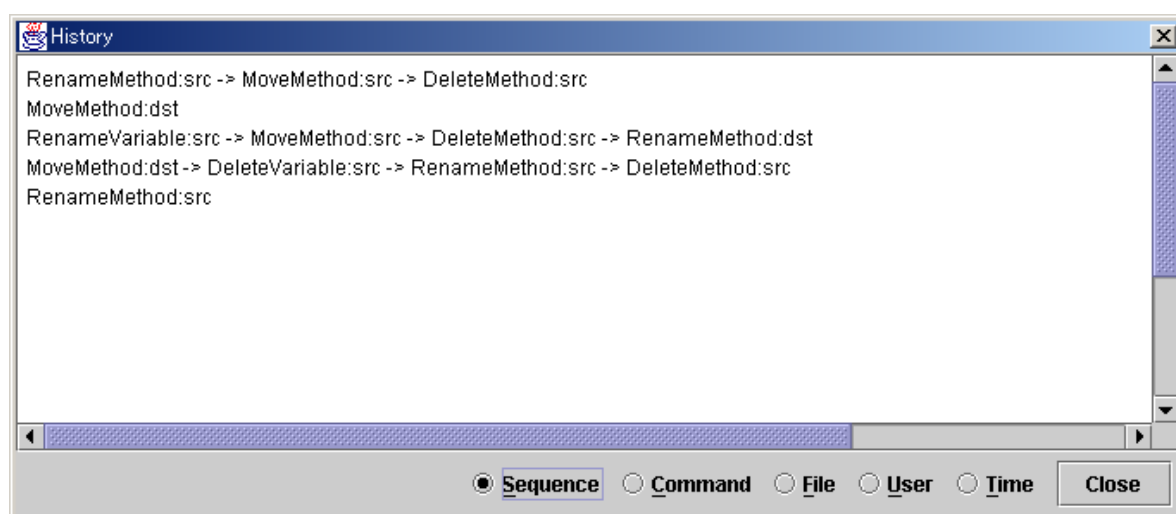 History
RenameMethod:src -> MoveMethod:src -> DeleteMethod:src
MoveMethod:dst
RenameVariable:src -> MoveMethod:src -> DeleteMethod:src -> RenameMethod:dst
MoveMethod:dst -> DeleteVariable:src -> RenameMethod:src -> DeleteMethod:src
RenameMethod:src
Sequence Command File User Time Close